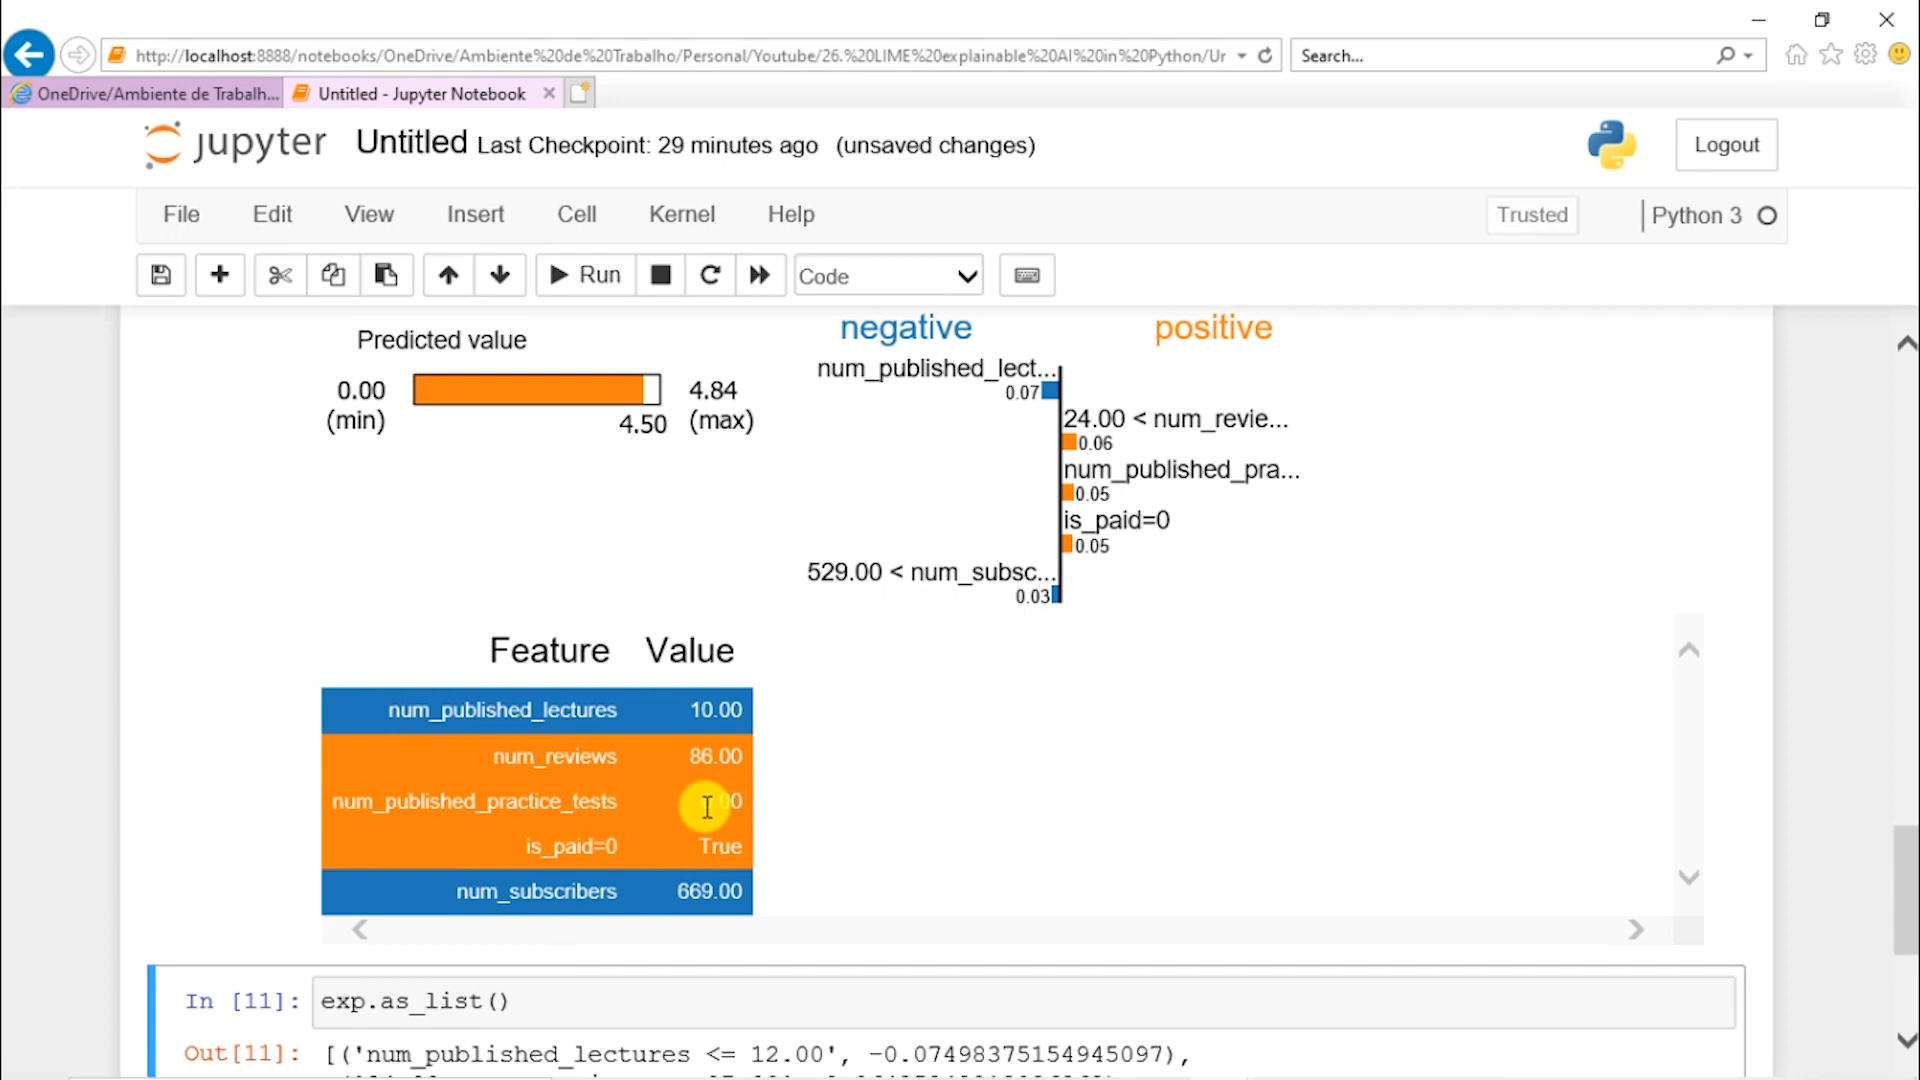 http://localhost:8888/notebooks/OneDrive/Ambiente%20de%20Trabalho/Personal/Youtube/26.%20LIME%20explainable%20AI%20in%20Python/Ur
Search...
OneDrive/Ambiente de Trabalh...
Untitled - Jupyter Notebook
jupyter Untitled Last Checkpoint: 29 minutes ago (unsaved changes)
Logout
File Edit View Insert Cell Kernel Help
Trusted
Python 3
Run
Code
Predicted value
0.00
(min)
4.50
4.84
(max)
negative positive
num_published_lect...
0.07
24.00 < num_revie...
0.06
num_published_pra...
0.05
is_paid=0
0.05
529.00 < num_subsc...
0.03
Feature Value
num_published_lectures 10.00
num_reviews 86.00
num_published_practice_tests .00
is_paid=0 True
num_subscribers 669.00
In [11]: exp.as_list()
Out[11]: [('num_published_lectures <= 12.00', -0.07498375154945097),